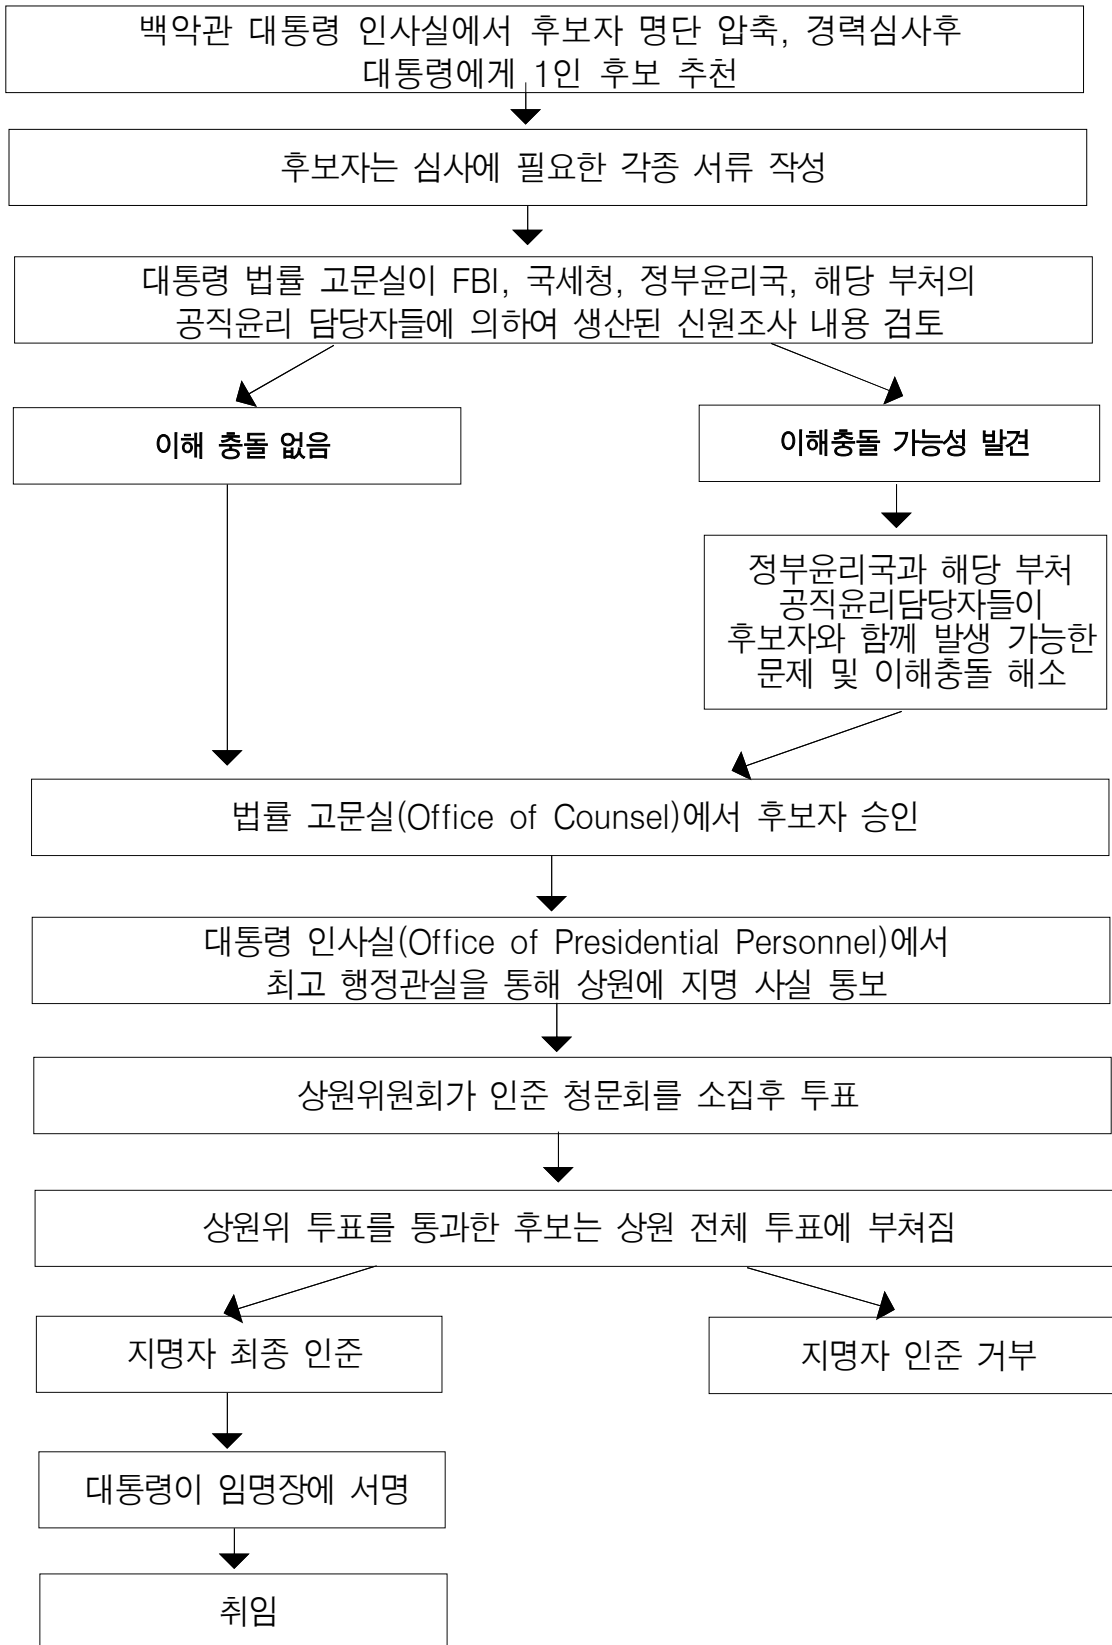 백악관 대통령 인사실에서 후보자 명단 압축, 경력심사후
대통령에게 1인 후보 추천
후보자는 심사에 필요한 각종 서류 작성
대통령 법률 고문실이 FBI, 국세청, 정부윤리국, 해당 부처의
공직윤리 담당자들에 의하여 생산된 신원조사 내용 검토
이해 충돌 없음
이해충돌 가능성 발견
정부윤리국과 해당 부처
공직윤리담당자들이
후보자와 함께 발생 가능한
문제 및 이해충돌 해소
법률 고문실(Office of Counsel)에서 후보자 승인
대통령 인사실(Office of Presidential Personnel)에서
최고 행정관실을 통해 상원에 지명 사실 통보
상원위원회가 인준 청문회를 소집후 투표
상원위 투표를 통과한 후보는 상원 전체 투표에 부쳐짐
지명자 최종 인준
지명자 인준 거부
대통령이 임명장에 서명
취임